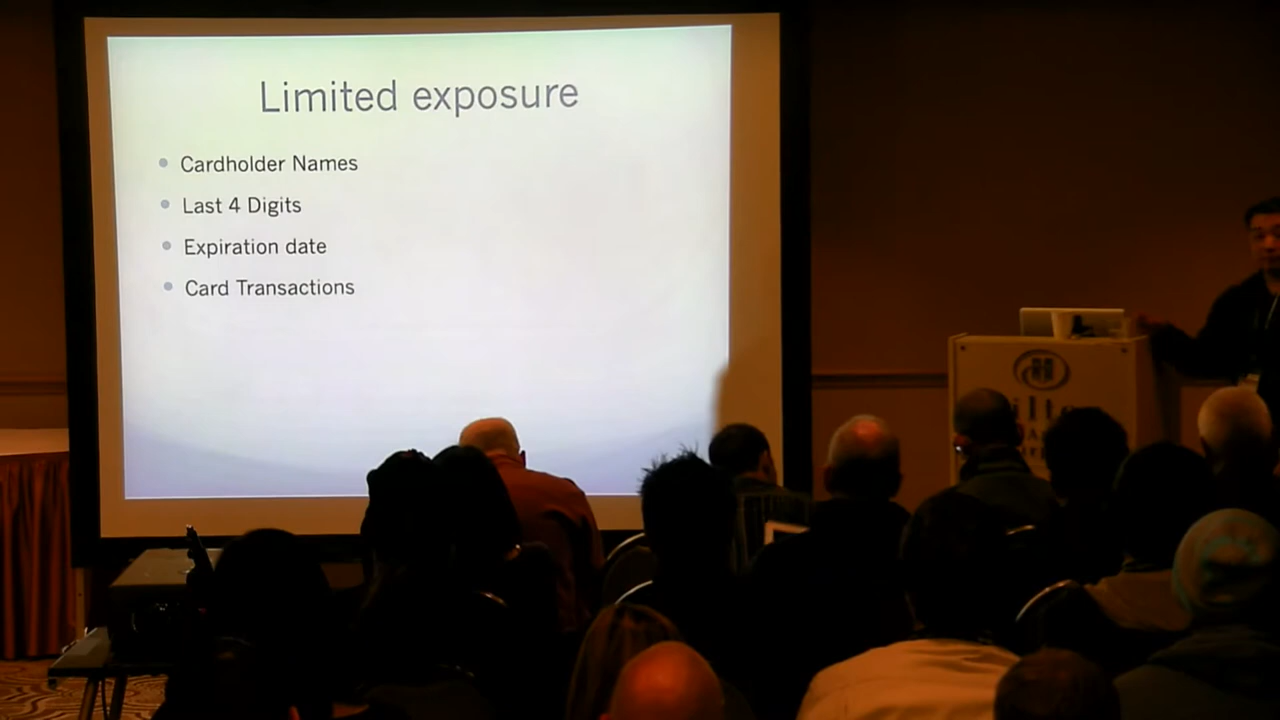 Limited exposure
Cardholder Names
Last 4 Digits
Expiration date
Card Transactions